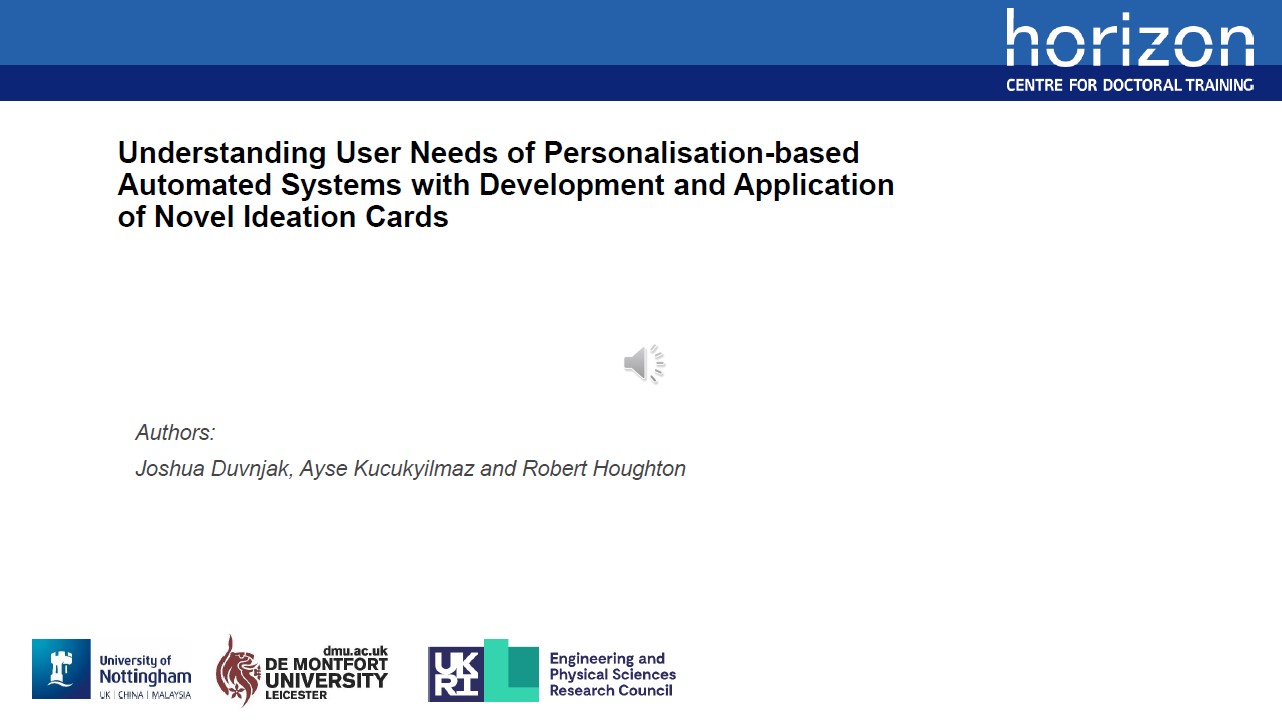 horizon
CENTRE FOR DOCTORAL TRAINING
Understanding User Needs of Personalisation-based
Automated Systems with Development and Application
of Novel Ideation Cards
Authors:
Joshua Duvnjak, Ayse Kucukyilmaz and Robert Houghton
University of
Nottingham
UK | CHINA | MALAYSIA
dmu.ac.uk
DE MONTFORT
UNIVERSITY
LEICESTER
UK
RI
Engineering and
Physical Sciences
Research Council